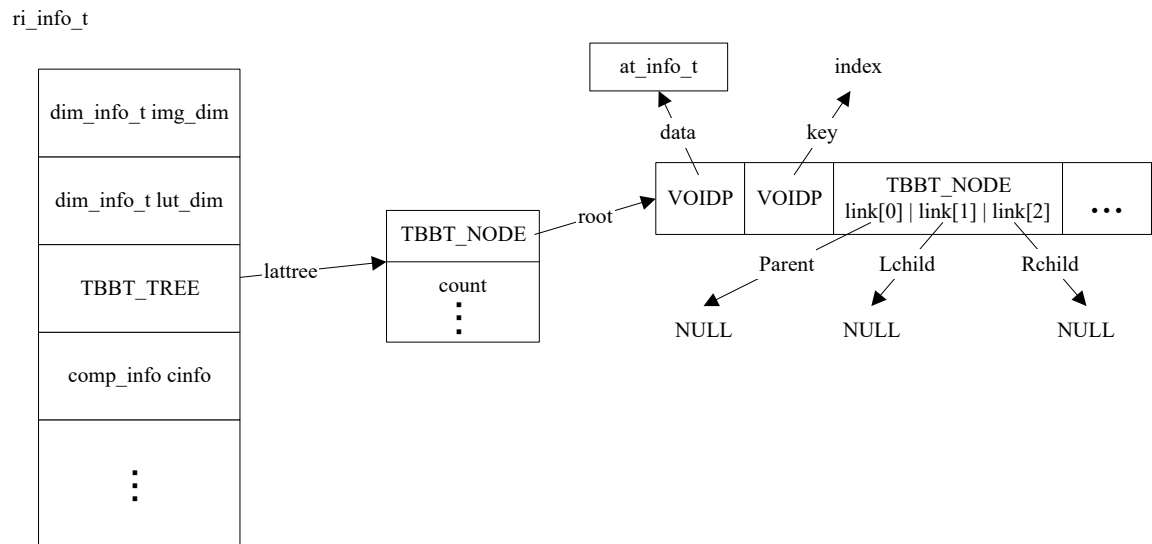 ri_info_t
dim_info_t img_dim
dim_info_t lut_dim
TBBT_TREE
comp_info cinfo
lattree
TBBT_NODE
count
root
at_info_t
index
data
key
VOIDP
VOIDP
TBBT_NODE
link[0] | link[1] | link[2]
...
Parent
Lchild
Rchild
NULL
NULL
NULL